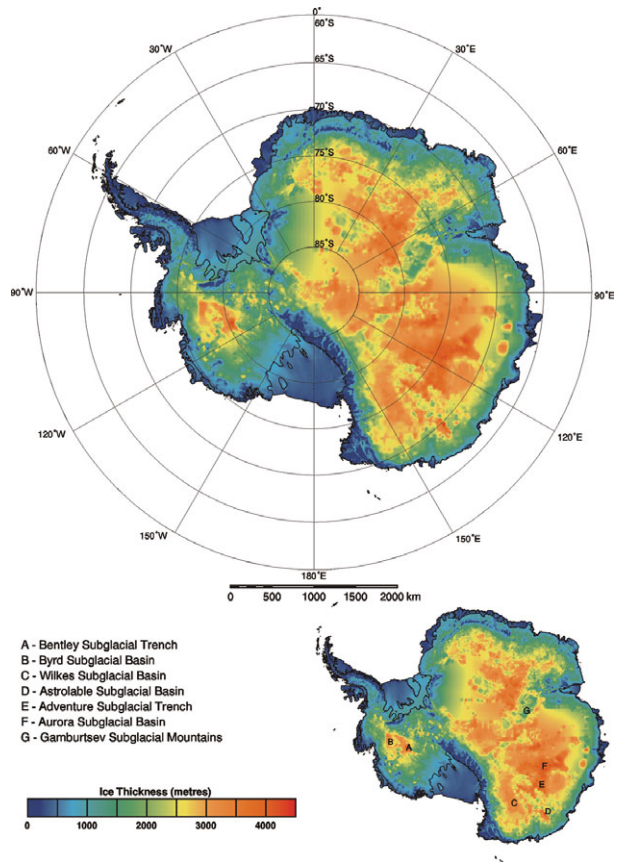 0°
60°S
30°W
30°E
65°S
70°S
60°W
75°S
60°E
80°S
85°S
90°W
90°E
120°W
120°E
150°W
150°E
180°E
0 500 1000 1500 2000 km
A - Bentley Subglacial Trench
B - Byrd Subglacial Basin
C - Wilkes Subglacial Basin
D - Astrolable Subglacial Basin
E - Adventure Subglacial Trench
F - Aurora Subglacial Basin
G - Gamburtsev Subglacial Mountains
G
B A
F
E
C
D
Ice Thickness (metres)
0 1000 2000 3000 4000